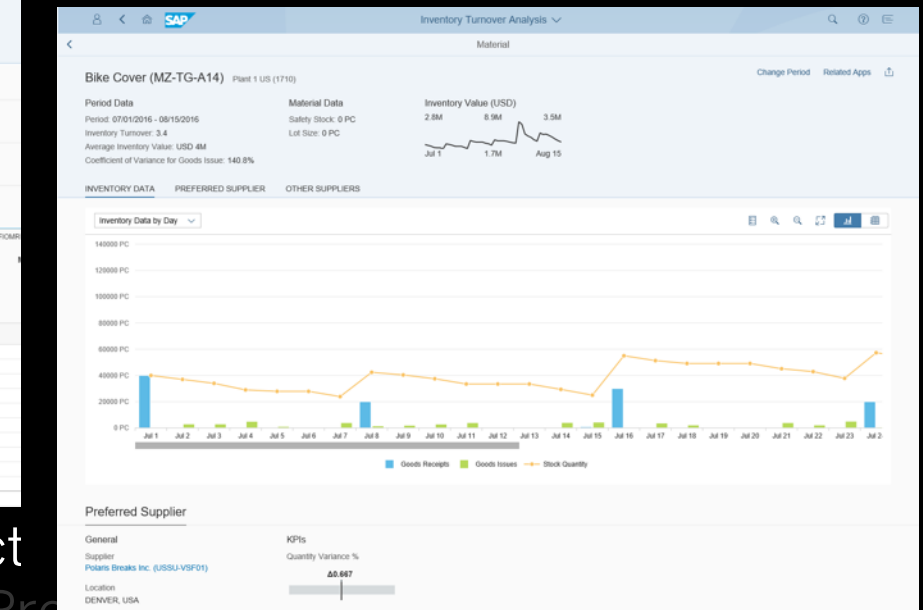 SAP
Inventory Turnover Analysis
Material
Bike Cover (MZ-TG-A14) Plant 1 US (1710)
Change Period Related Apps
Period Data
Period: 07/01/2016 - 08/15/2016
Inventory Turnover: 3.4
Average Inventory Value: USD 4M
Coefficient of Variance for Goods Issue: 140.8%
Material Data
Safety Stock: 0 PC
Lot Size: 0 PC
Inventory Value (USD)
2.8M 8.9M 3.5M
Jul 1 1.7M Aug 15
INVENTORY DATA PREFERRED SUPPLIER OTHER SUPPLIERS
Inventory Data by Day
140000 PC
120000 PC
100000 PC
80000 PC
60000 PC
40000 PC
20000 PC
0 PC
Jul 1 Jul 2 Jul 3 Jul 4 Jul 5 Jul 6 Jul 7 Jul 8 Jul 9 Jul 10 Jul 11 Jul 12 Jul 13 Jul 14 Jul 15 Jul 16 Jul 17 Jul 18 Jul 19 Jul 20 Jul 21 Jul 22 Jul 23 Jul 2
Goods Receipts Goods Issues Stock Quantity
Preferred Supplier
General
Supplier
Polaris Breaks Inc. (USSU-VSF01)
Location
DENVER, USA
KPIs
Quantity Variance %
Δ0.667
ct